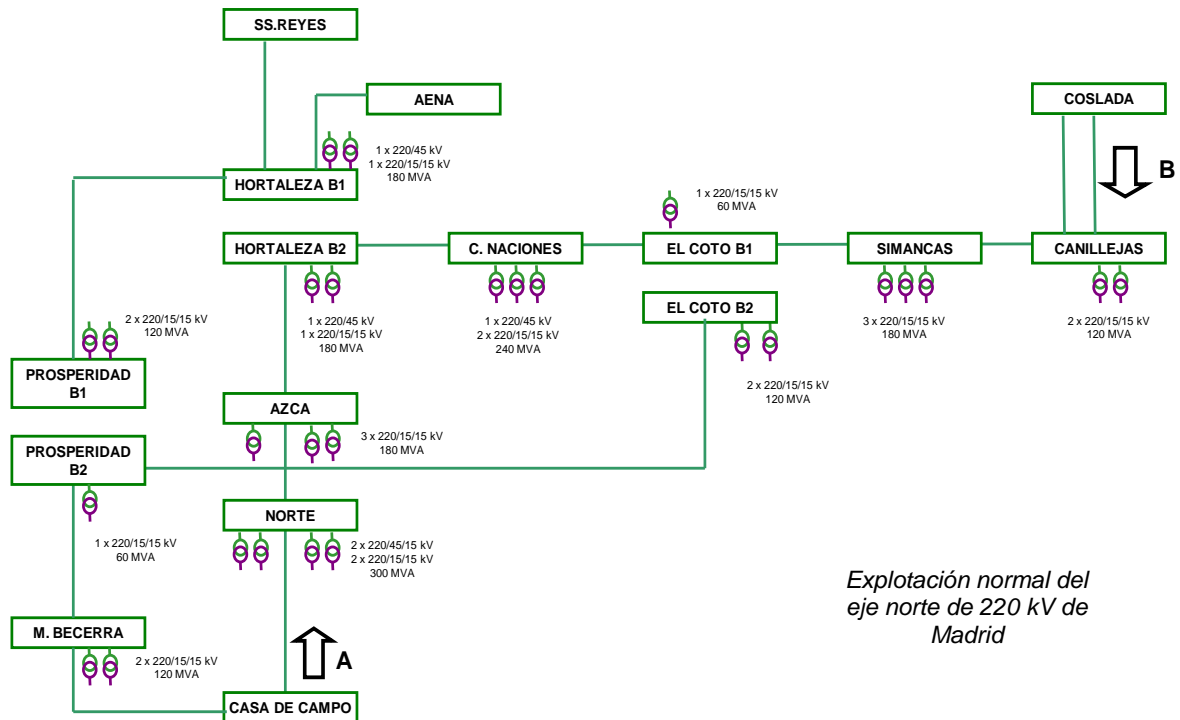 SS.REYES
AENA
COSLADA
1 x 220/45 kV
1 x 220/15/15 kV
180 MVA
HORTALEZA B1
B
1 x 220/15/15 kV
60 MVA
HORTALEZA B2
C. NACIONES
EL COTO B1
SIMANCAS
CANILLEJAS
EL COTO B2
1 x 220/45 kV
1 x 220/15/15 kV
180 MVA
1 x 220/45 kV
2 x 220/15/15 kV
240 MVA
3 x 220/15/15 kV
180 MVA
2 x 220/15/15 kV
120 MVA
2 x 220/15/15 kV
120 MVA
PROSPERIDAD
B1
2 x 220/15/15 kV
120 MVA
AZCA
3 x 220/15/15 kV
180 MVA
PROSPERIDAD
B2
1 x 220/15/15 kV
60 MVA
NORTE
2 x 220/45/15 kV
2 x 220/15/15 kV
300 MVA
Explotación normal del
eje norte de 220 kV de
Madrid
M. BECERRA
2 x 220/15/15 kV
120 MVA
A
CASA DE CAMPO